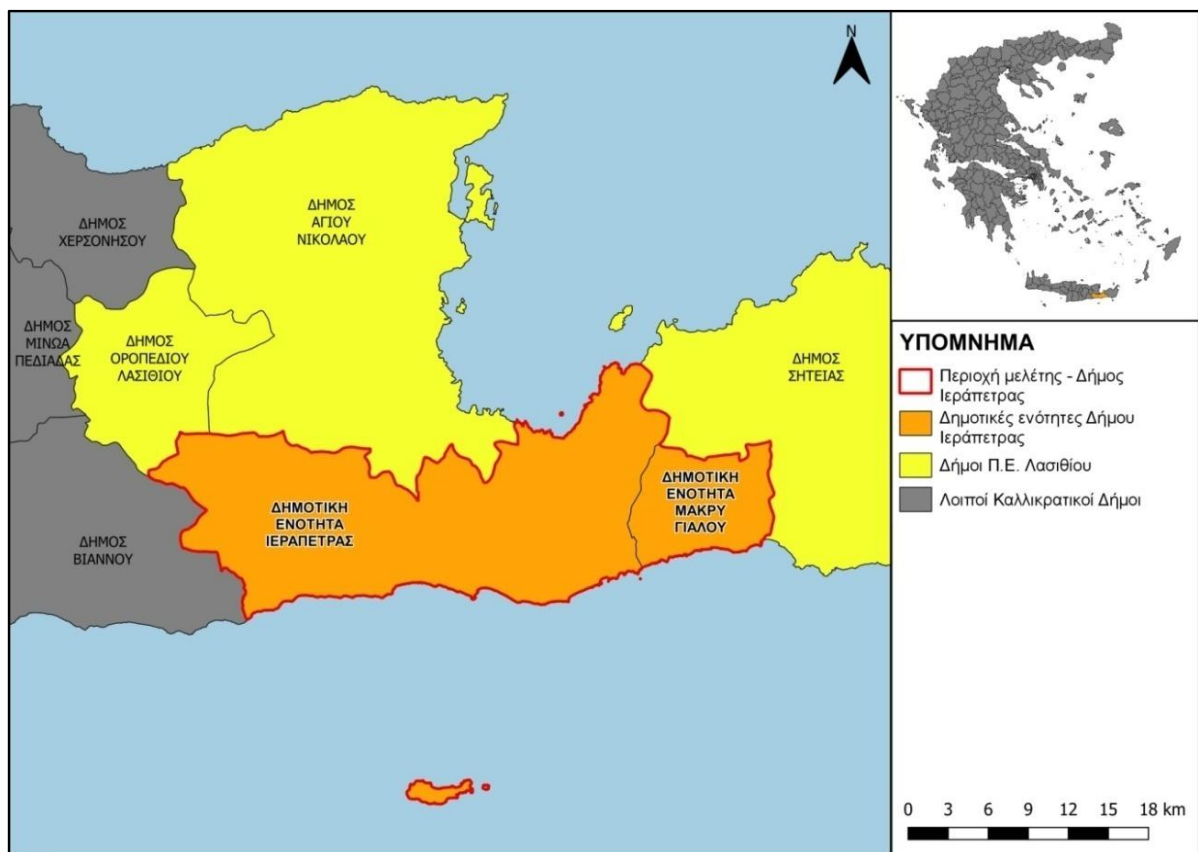 N
ΔΗΜΟΣ
ΧΕΡΣΟΝΗΣΟΥ
ΔΗΜΟΣ
ΑΓΙΟΥ
ΝΙΚΟΛΑΟΥ
ΔΗΜΟΣ
ΜΙΝΩΑ
ΠΕΔΙΑΔΑΣ
ΔΗΜΟΣ
ΟΡΟΠΕΔΙΟΥ
ΛΑΣΙΘΙΟΥ
ΔΗΜΟΣ
ΣΗΤΕΙΑΣ
ΔΗΜΟΤΙΚΗ
ΕΝΟΤΗΤΑ
ΙΕΡΑΠΕΤΡΑΣ
ΔΗΜΟΤΙΚΗ
ΕΝΟΤΗΤΑ
ΜΑΚΡΥ
ΓΙΑΛΟΥ
ΔΗΜΟΣ
ΒΙΑΝΝΟΥ
ΥΠΟΜΝΗΜΑ
Περιοχή μελέτης - Δήμος
Ιεράπετρας
Δημοτικές ενότητες Δήμου
Ιεράπετρας
Δήμοι Π.Ε. Λασιθίου
Λοιποί Καλλικρατικοί Δήμοι
0 3 6 9 12 15 18 km